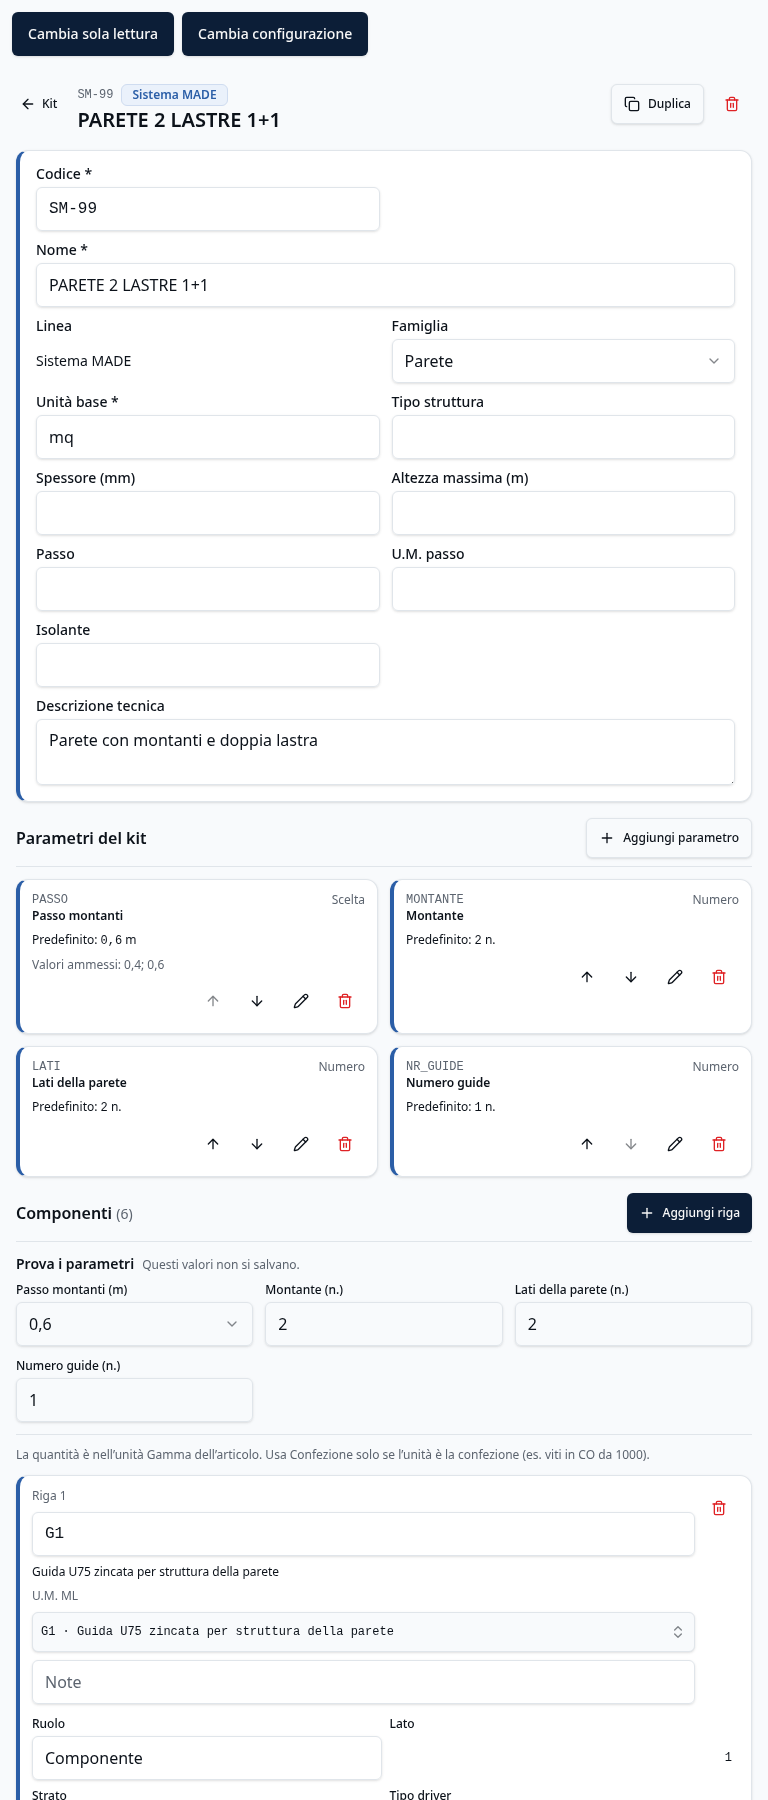 Cambia sola lettura
Cambia configurazione
Kit
SM-99
Sistema MADE
PARETE 2 LASTRE 1+1
Duplica
Codice *
SM-99
Nome *
PARETE 2 LASTRE 1+1
Linea
Famiglia
Sistema MADE
Parete
Unità base *
Tipo struttura
mq
Spessore (mm)
Altezza massima (m)
Passo
U.M. passo
Isolante
Descrizione tecnica
Parete con montanti e doppia lastra
Parametri del kit
Aggiungi parametro
PASSO
Scelta
Passo montanti
Predefinito: 0,6 m
Valori ammessi: 0,4; 0,6
MONTANTE
Numero
Montante
Predefinito: 2 n.
LATI
Numero
Lati della parete
Predefinito: 2 n.
NR_GUIDE
Numero
Numero guide
Predefinito: 1 n.
Componenti (6)
Aggiungi riga
Prova i parametri Questi valori non si salvano.
Passo montanti (m)
Montante (n.)
Lati della parete (n.)
0,6
2
2
Numero guide (n.)
1
La quantità è nell’unità Gamma dell’articolo. Usa Confezione solo se l’unità è la confezione (es. viti in CO da 1000).
Riga 1
G1
Guida U75 zincata per struttura della parete
U.M. ML
G1 · Guida U75 zincata per struttura della parete
Note
Ruolo
Lato
Componente
1
Strato
Tipo driver